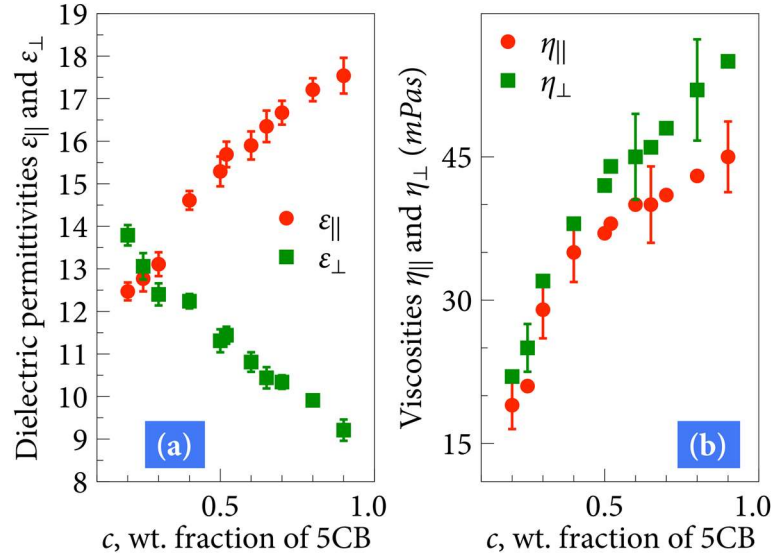 Dielectric permittivities ε|| and ε⊥
19
18
17
16
15
14
13
12
11
10
9
ε||
ε⊥
(a)
0.5
1.0
c, wt. fraction of 5CB
Viscosities η|| and η⊥ (mPas)
45
30
15
η||
η⊥
(b)
0.5
1.0
c, wt. fraction of 5CB